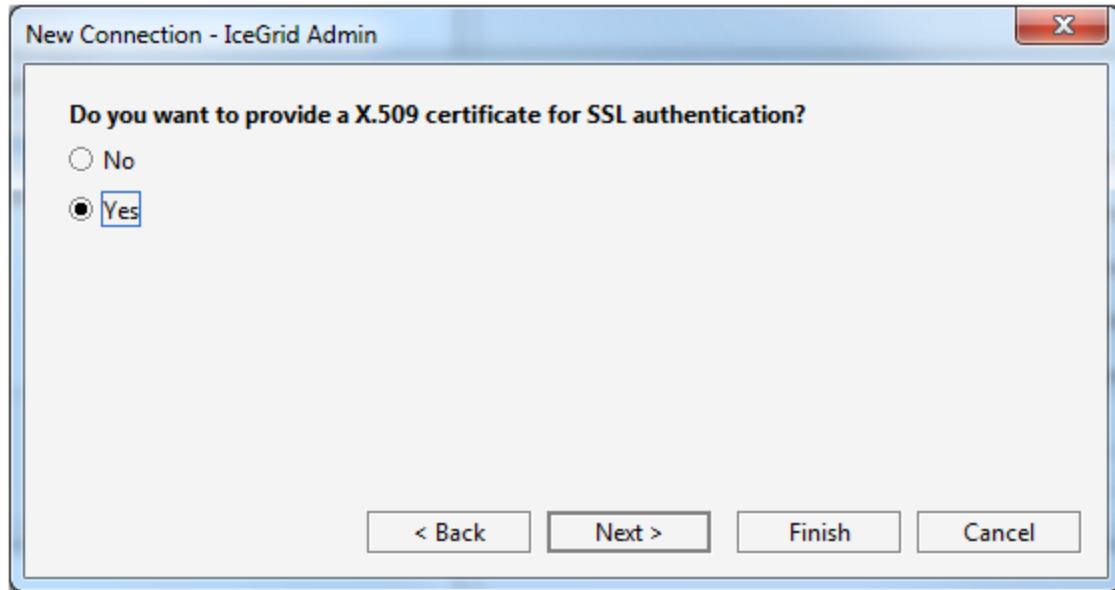 New Connection - IceGrid Admin
Do you want to provide a X.509 certificate for SSL authentication?
No
Yes
< Back Next > Finish Cancel